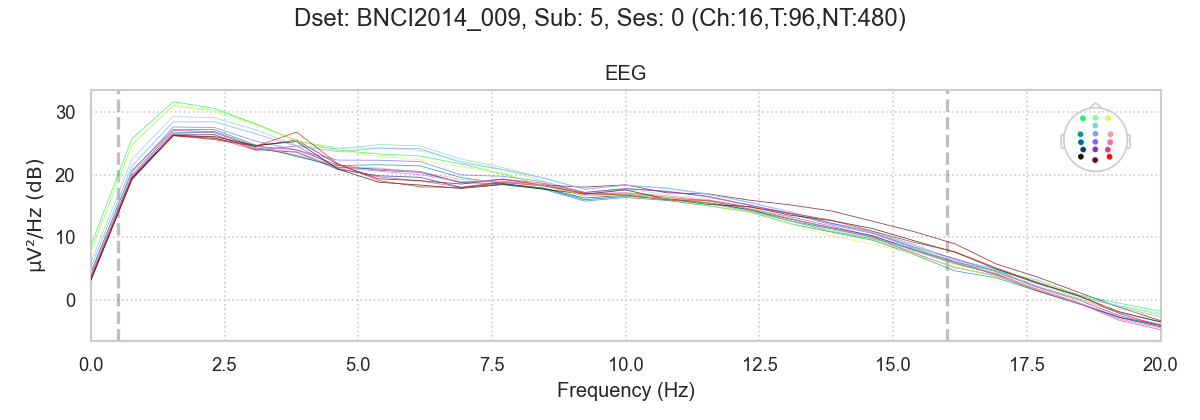 Dset: BNCI2014_009, Sub: 5, Ses: 0 (Ch:16,T:96,NT:480)
EEG
µV²/Hz (dB)
30
20
10
0
0.0 2.5 5.0 7.5 10.0 12.5 15.0 17.5 20.0
Frequency (Hz)